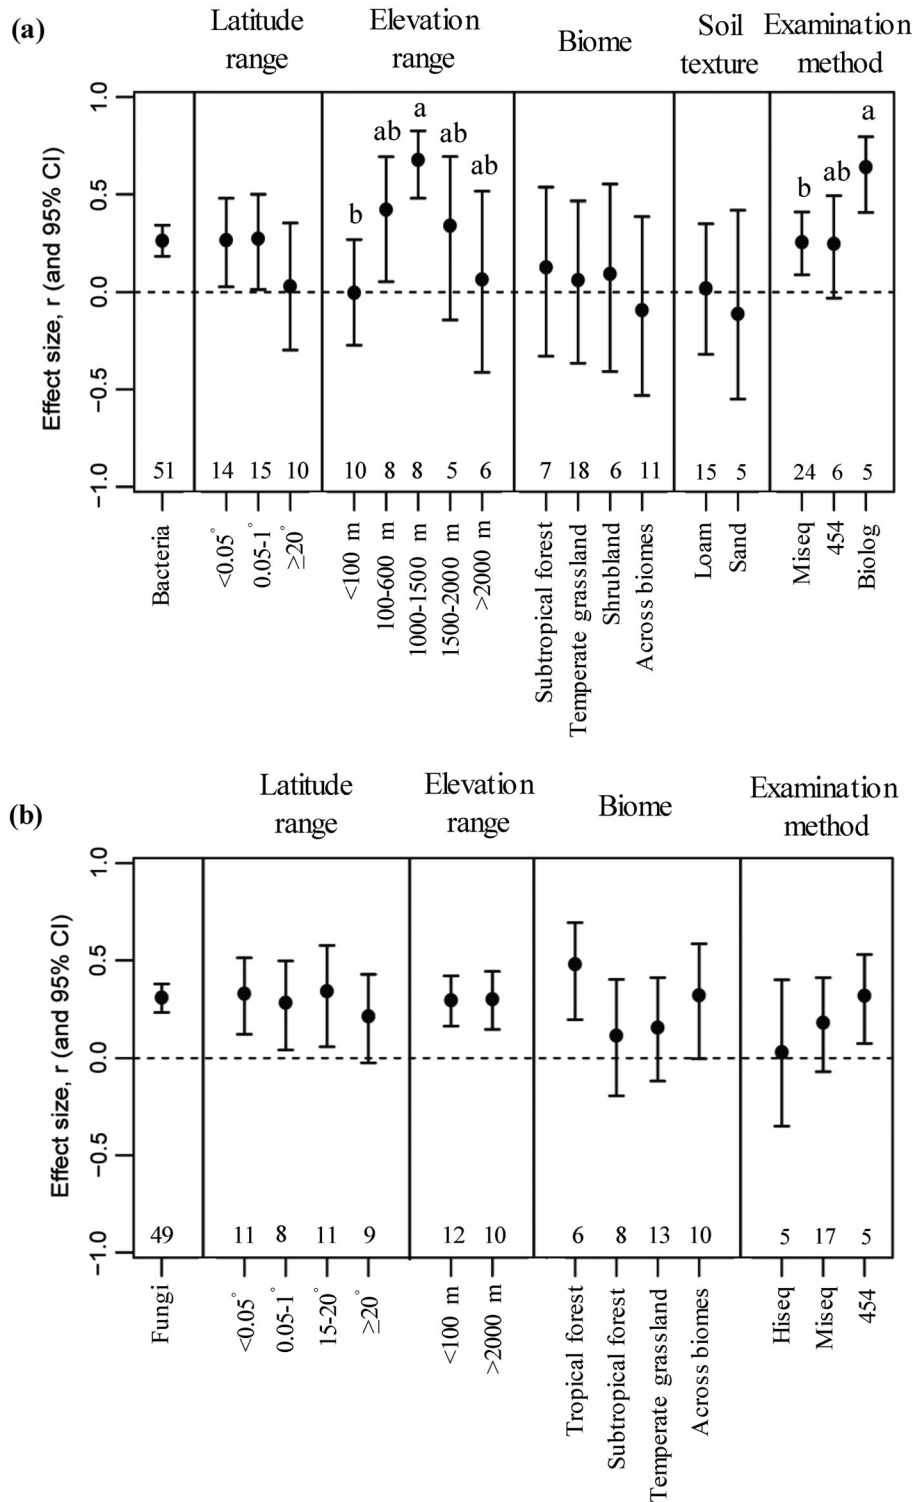 (a)
Latitude
range
Elevation
range
Biome
Soil
texture
Examination
method
Effect size, r (and 95% CI)
1.0
0.5
0.0
−0.5
−1.0
b
ab
a
ab
ab
b
ab
a
51
14
15
10
10
8
8
5
6
7
18
6
11
15
5
24
6
5
Bacteria
<0.05°
0.05-1°
≥20°
<100 m
100-600 m
1000-1500 m
1500-2000 m
>2000 m
Subtropical forest
Temperate grassland
Shrubland
Across biomes
Loam
Sand
Miseq
454
Biolog
(b)
Latitude
range
Elevation
range
Biome
Examination
method
Effect size, r (and 95% CI)
1.0
0.5
0.0
−0.5
−1.0
49
11
8
11
9
12
10
6
8
13
10
5
17
5
Fungi
<0.05°
0.05-1°
15-20°
≥20°
<100 m
>2000 m
Tropical forest
Subtropical forest
Temperate grassland
Across biomes
Hiseq
Miseq
454